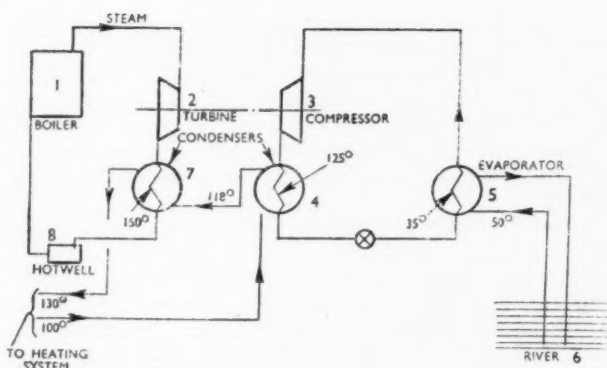 STEAM
1
BOILER
2
TURBINE
3
COMPRESSOR
CONDENSERS
7
150°
118°
125°
4
EVAPORATOR
5
35°
50°
8
HOTWELL
130°
100°
TO HEATING
SYSTEM
RIVER 6